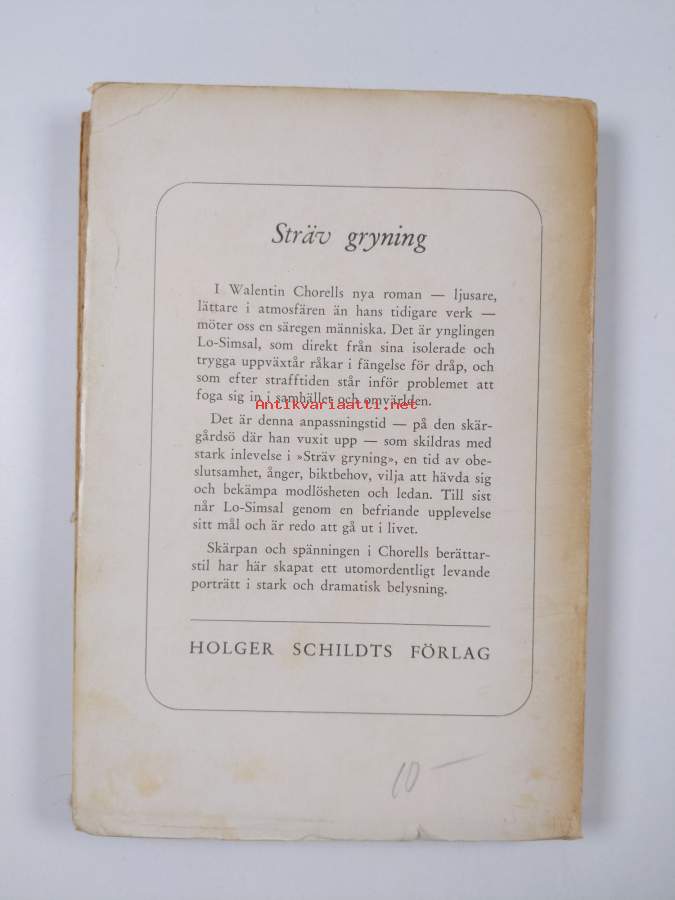 Sträv gryning
I Walentin Chorells nya roman — ljusare,
lättare i atmosfären än hans tidigare verk —
möter oss en säregen människa. Det är ynglingen
Lo-Simsal, som direkt från sina isolerade och
trygga uppväxtår råkar i fängelse för dråp, och
som efter strafftiden står inför problemet att
foga sig in i samhället och omvärlden.
Antikvariaatti.net
Det är denna anpassningstid — på den skär-
gårdsö där han vuxit upp — som skildras med
stark inlevelse i »Sträv gryning», en tid av obe-
slutsamhet, ånger, biktbehov, vilja att hävda sig
och bekämpa modlösheten och ledan. Till sist
når Lo-Simsal genom en befriande upplevelse
sitt mål och är redo att gå ut i livet.
Skärpan och spänningen i Chorells berättar-
stil har här skapat ett utomordentligt levande
porträtt i stark och dramatisk belysning.
HOLGER SCHILDTS FÖRLAG
10 —